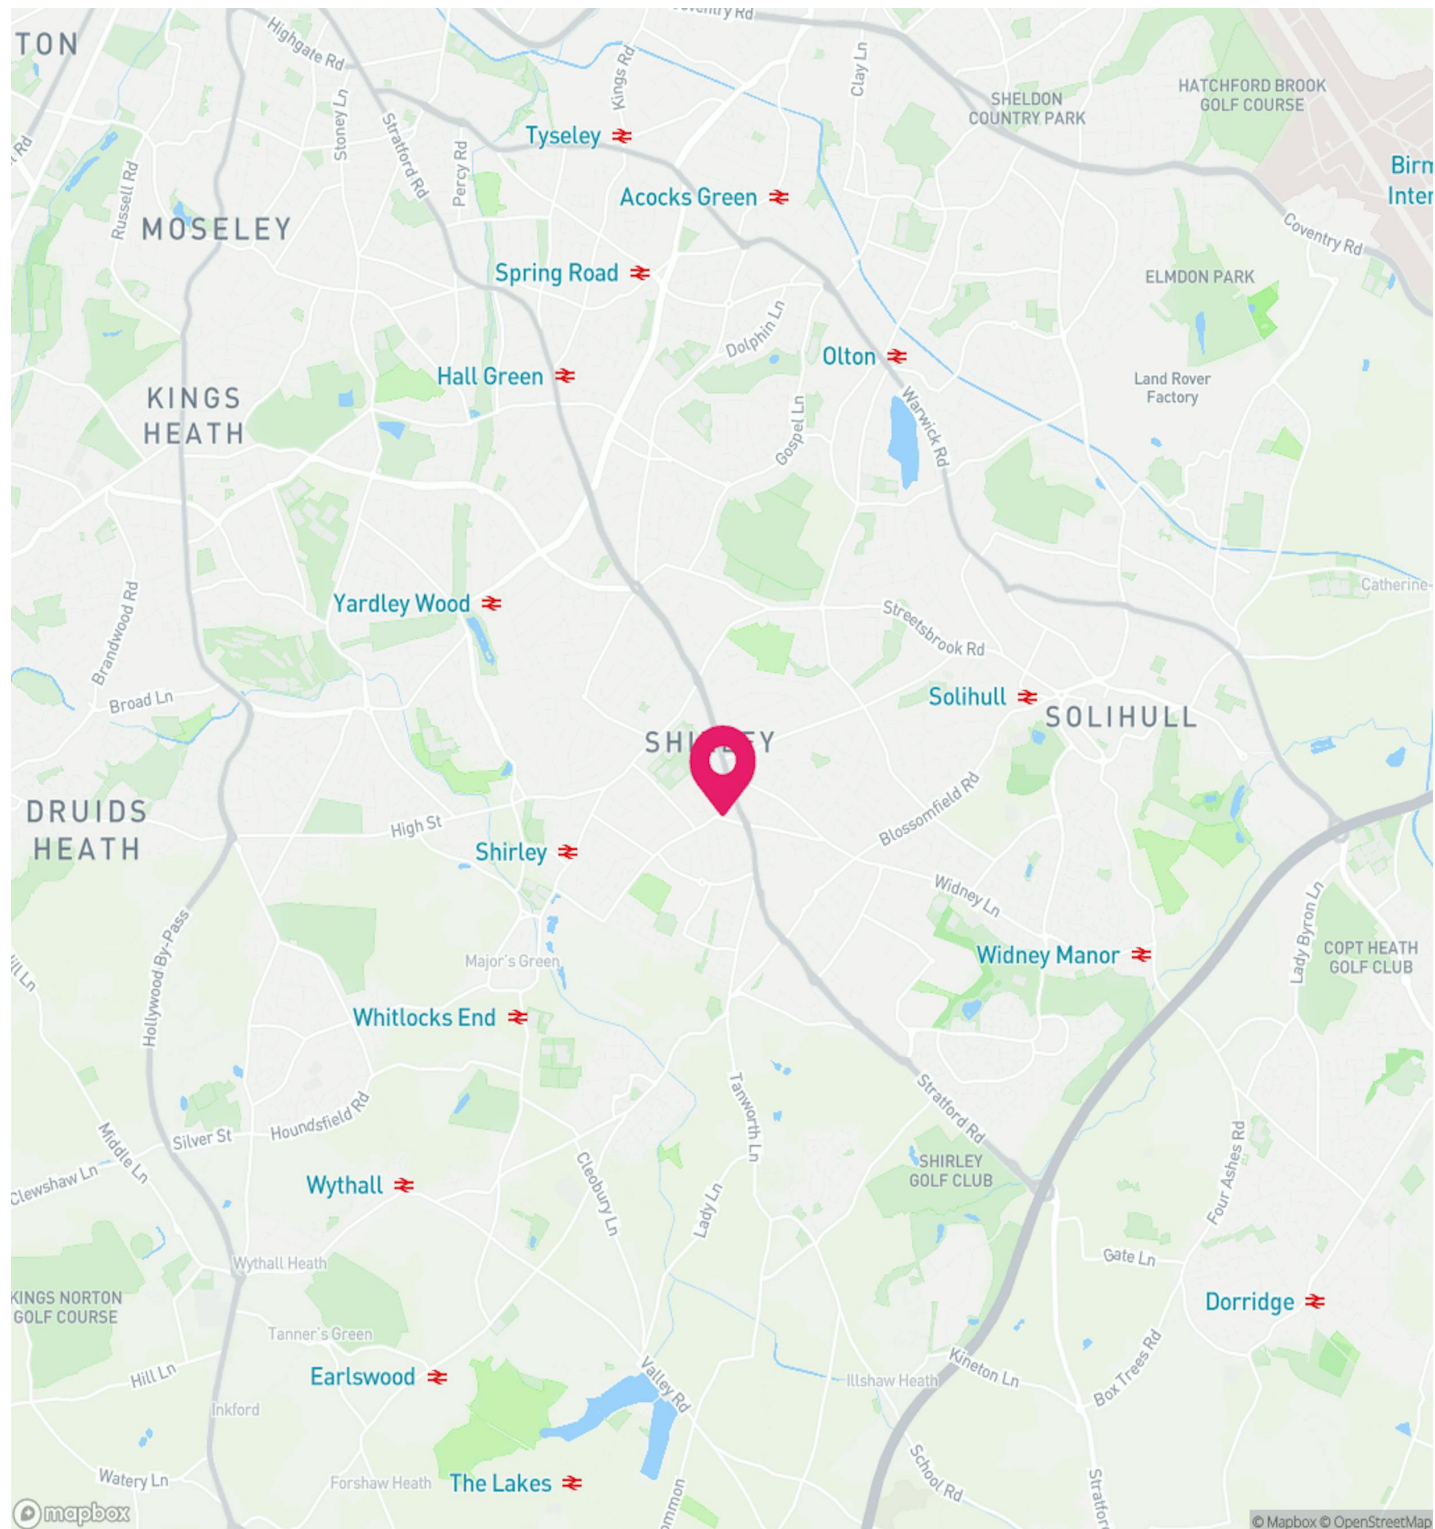 Coventry Rd
TON
Highgate Rd
Kings Rd
Clay Ln
HATCHFORD BROOK
GOLF COURSE
SHELDON
COUNTRY PARK
Stoney Ln
Stratford Rd
Tyseley
Percy Rd
Rd
Russell Rd
Acocks Green
Birm
Inter
MOSELEY
Coventry Rd
Spring Road
ELMDON PARK
Dolphin Ln
Olton
Hall Green
Land Rover
Factory
KINGS
HEATH
Warwick Rd
Gospel Ln
Catherine-
Yardley Wood
Brandwood Rd
Streetsbrook Rd
Broad Ln
Solihull
SOLIHULL
SHIRLEY
DRUIDS
HEATH
High St
Blossomfield Rd
Shirley
Widney Ln
Lady Byron Ln
Hollywood By-Pass
Major's Green
Widney Manor
COPT HEATH
GOLF CLUB
ill Ln
Whitlocks End
Tanworth Ln
Stratford Rd
Houndsfield Rd
Silver St
Middle Ln
Clewshaw Ln
Wythall
Cleobury Ln
Lady Ln
SHIRLEY
GOLF CLUB
Four Ashes Rd
Wythall Heath
Gate Ln
KINGS NORTON
GOLF COURSE
Dorridge
Tanner's Green
Hill Ln
Earlswood
Valley Rd
Illshaw Heath
Kineton Ln
Box Trees Rd
Inkford
Watery Ln
Forshaw Heath
The Lakes
School Rd
ommon
Stratfor
mapbox
© Mapbox © OpenStreetMap